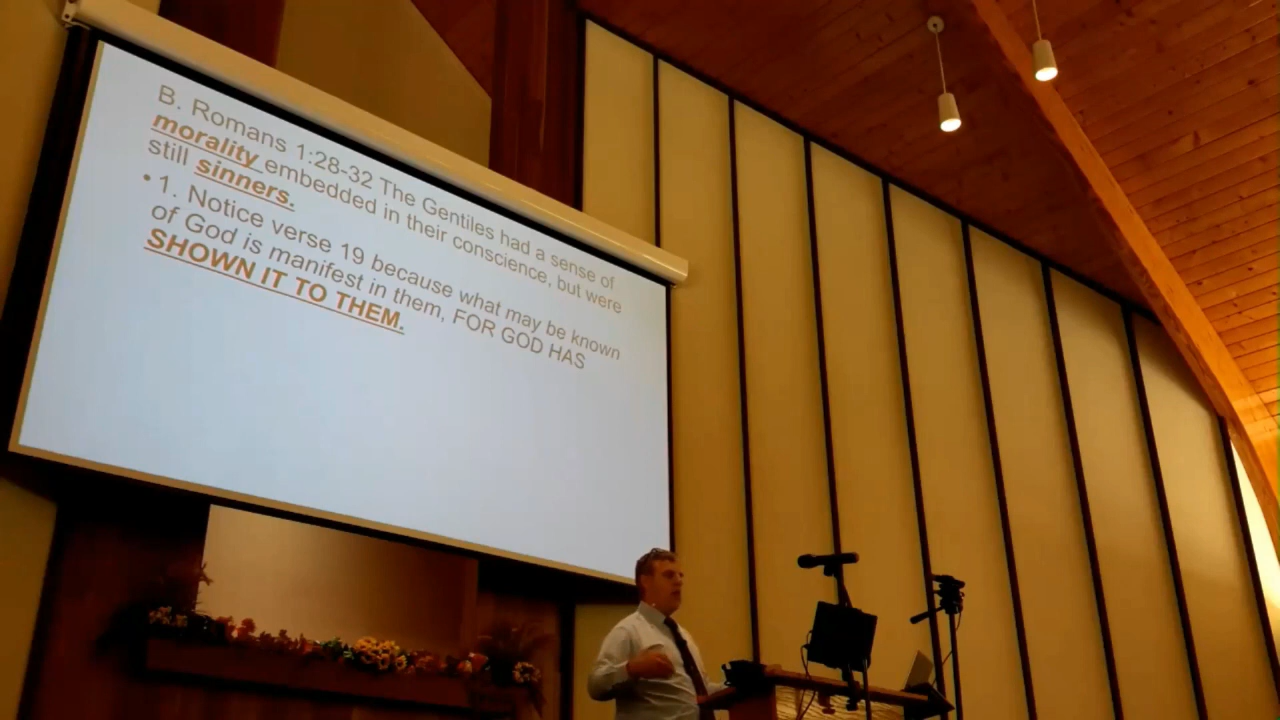 B. Romans 1:28-32 The Gentiles had a sense of
morality embedded in their conscience, but were
still sinners.
• 1. Notice verse 19 because what may be known
of God is manifest in them, FOR GOD HAS
SHOWN IT TO THEM.